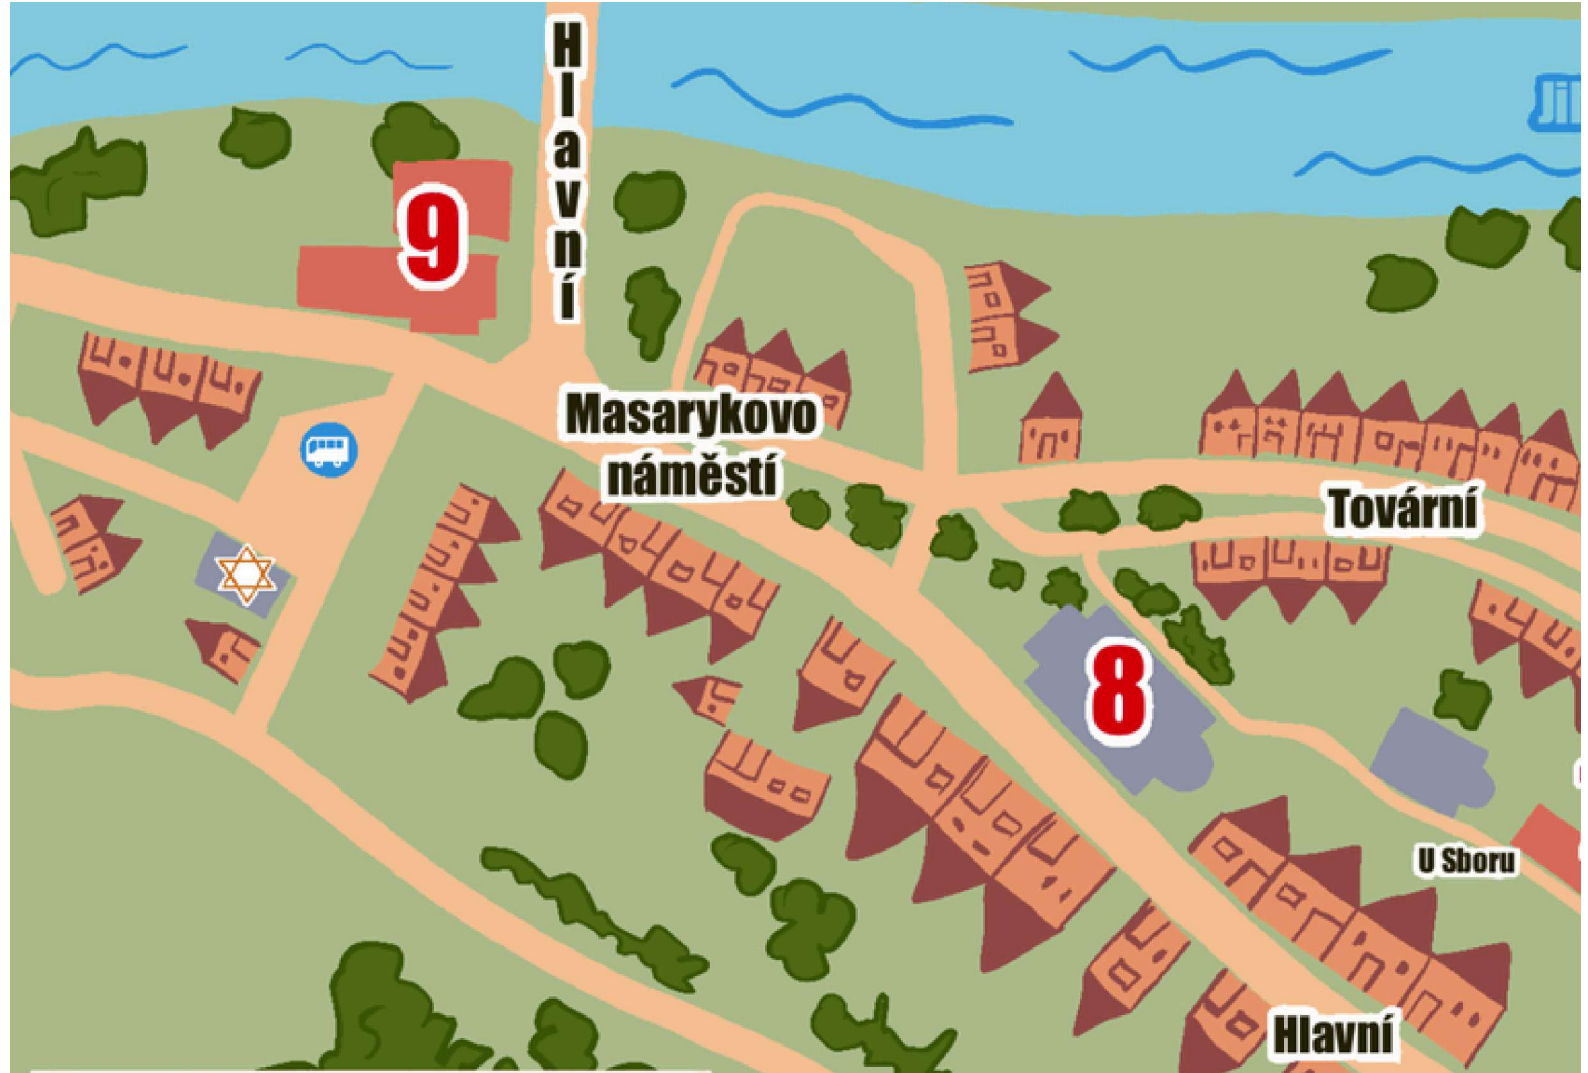 Hlavní
9
Masarykovo
náměstí
Tovární
8
U Sboru
Hlavní